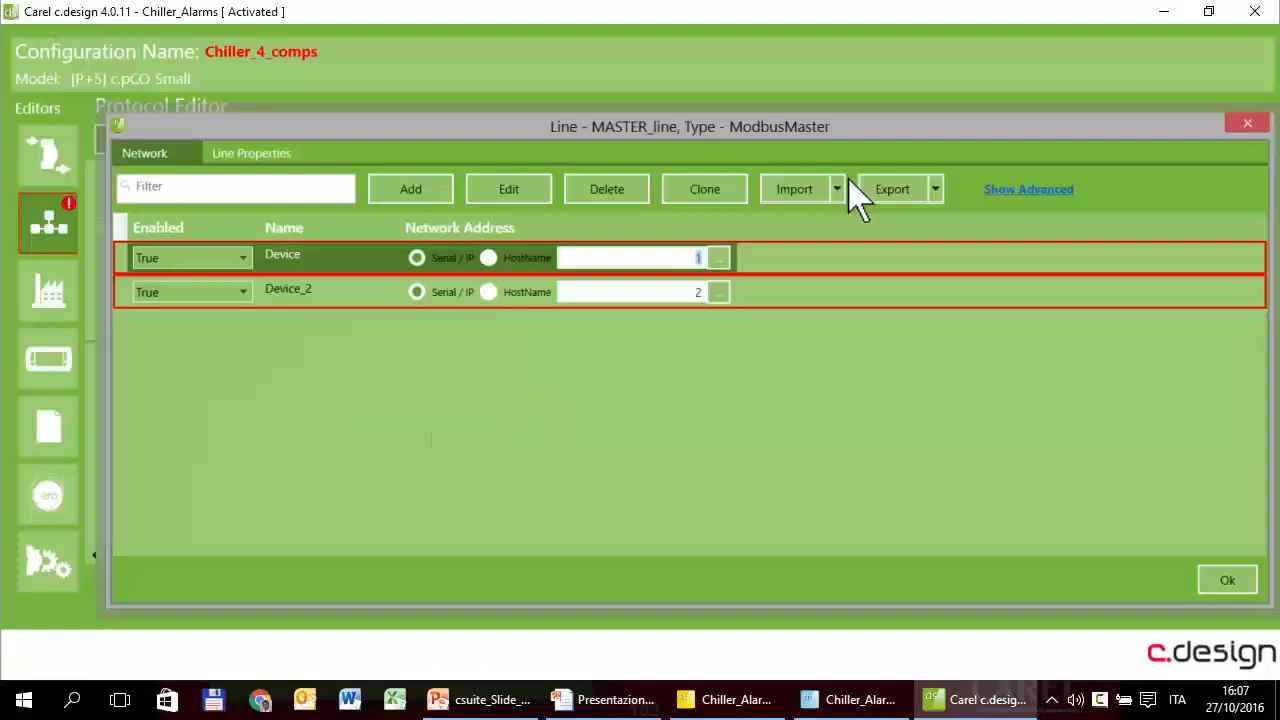 Carel c.design 4.0.11 - Chiller_Alarms [ Activated ]
Configuration Name: Chiller_4_comps
Model: [P+5] c.pCO Small
Editors
Protocol Editor
Line - MASTER_line, Type - ModbusMaster
Network Line Properties
Filter Add Edit Delete Clone Import Export Show Advanced
Enabled Name Network Address
True Device Serial / IP HostName 1 ...
True Device_2 Serial / IP HostName 2 ...
Ok
c.design
csuite_Slide_... Presentazion... Chiller_Alar... Chiller_Alar... Carel c.desig... ITA 16:07
27/10/2016